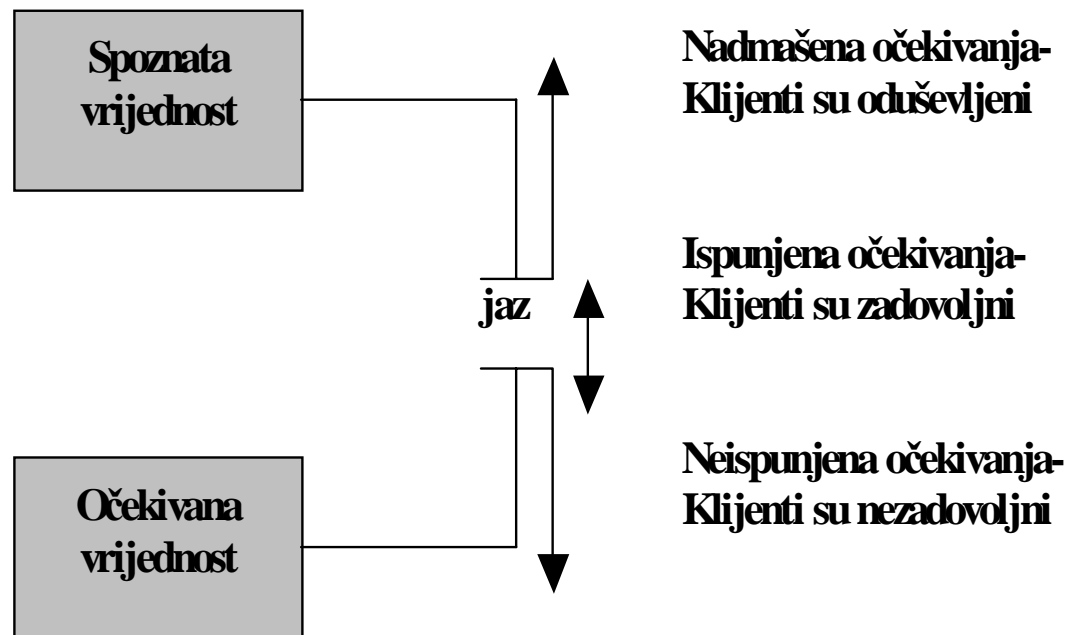 Spoznata
vrijednost
Nadmašena očekivanja-
Klijenti su oduševljeni
Ispunjena očekivanja-
Klijenti su zadovoljni
jaz
Neispunjena očekivanja-
Klijenti su nezadovoljni
Očekivana
vrijednost